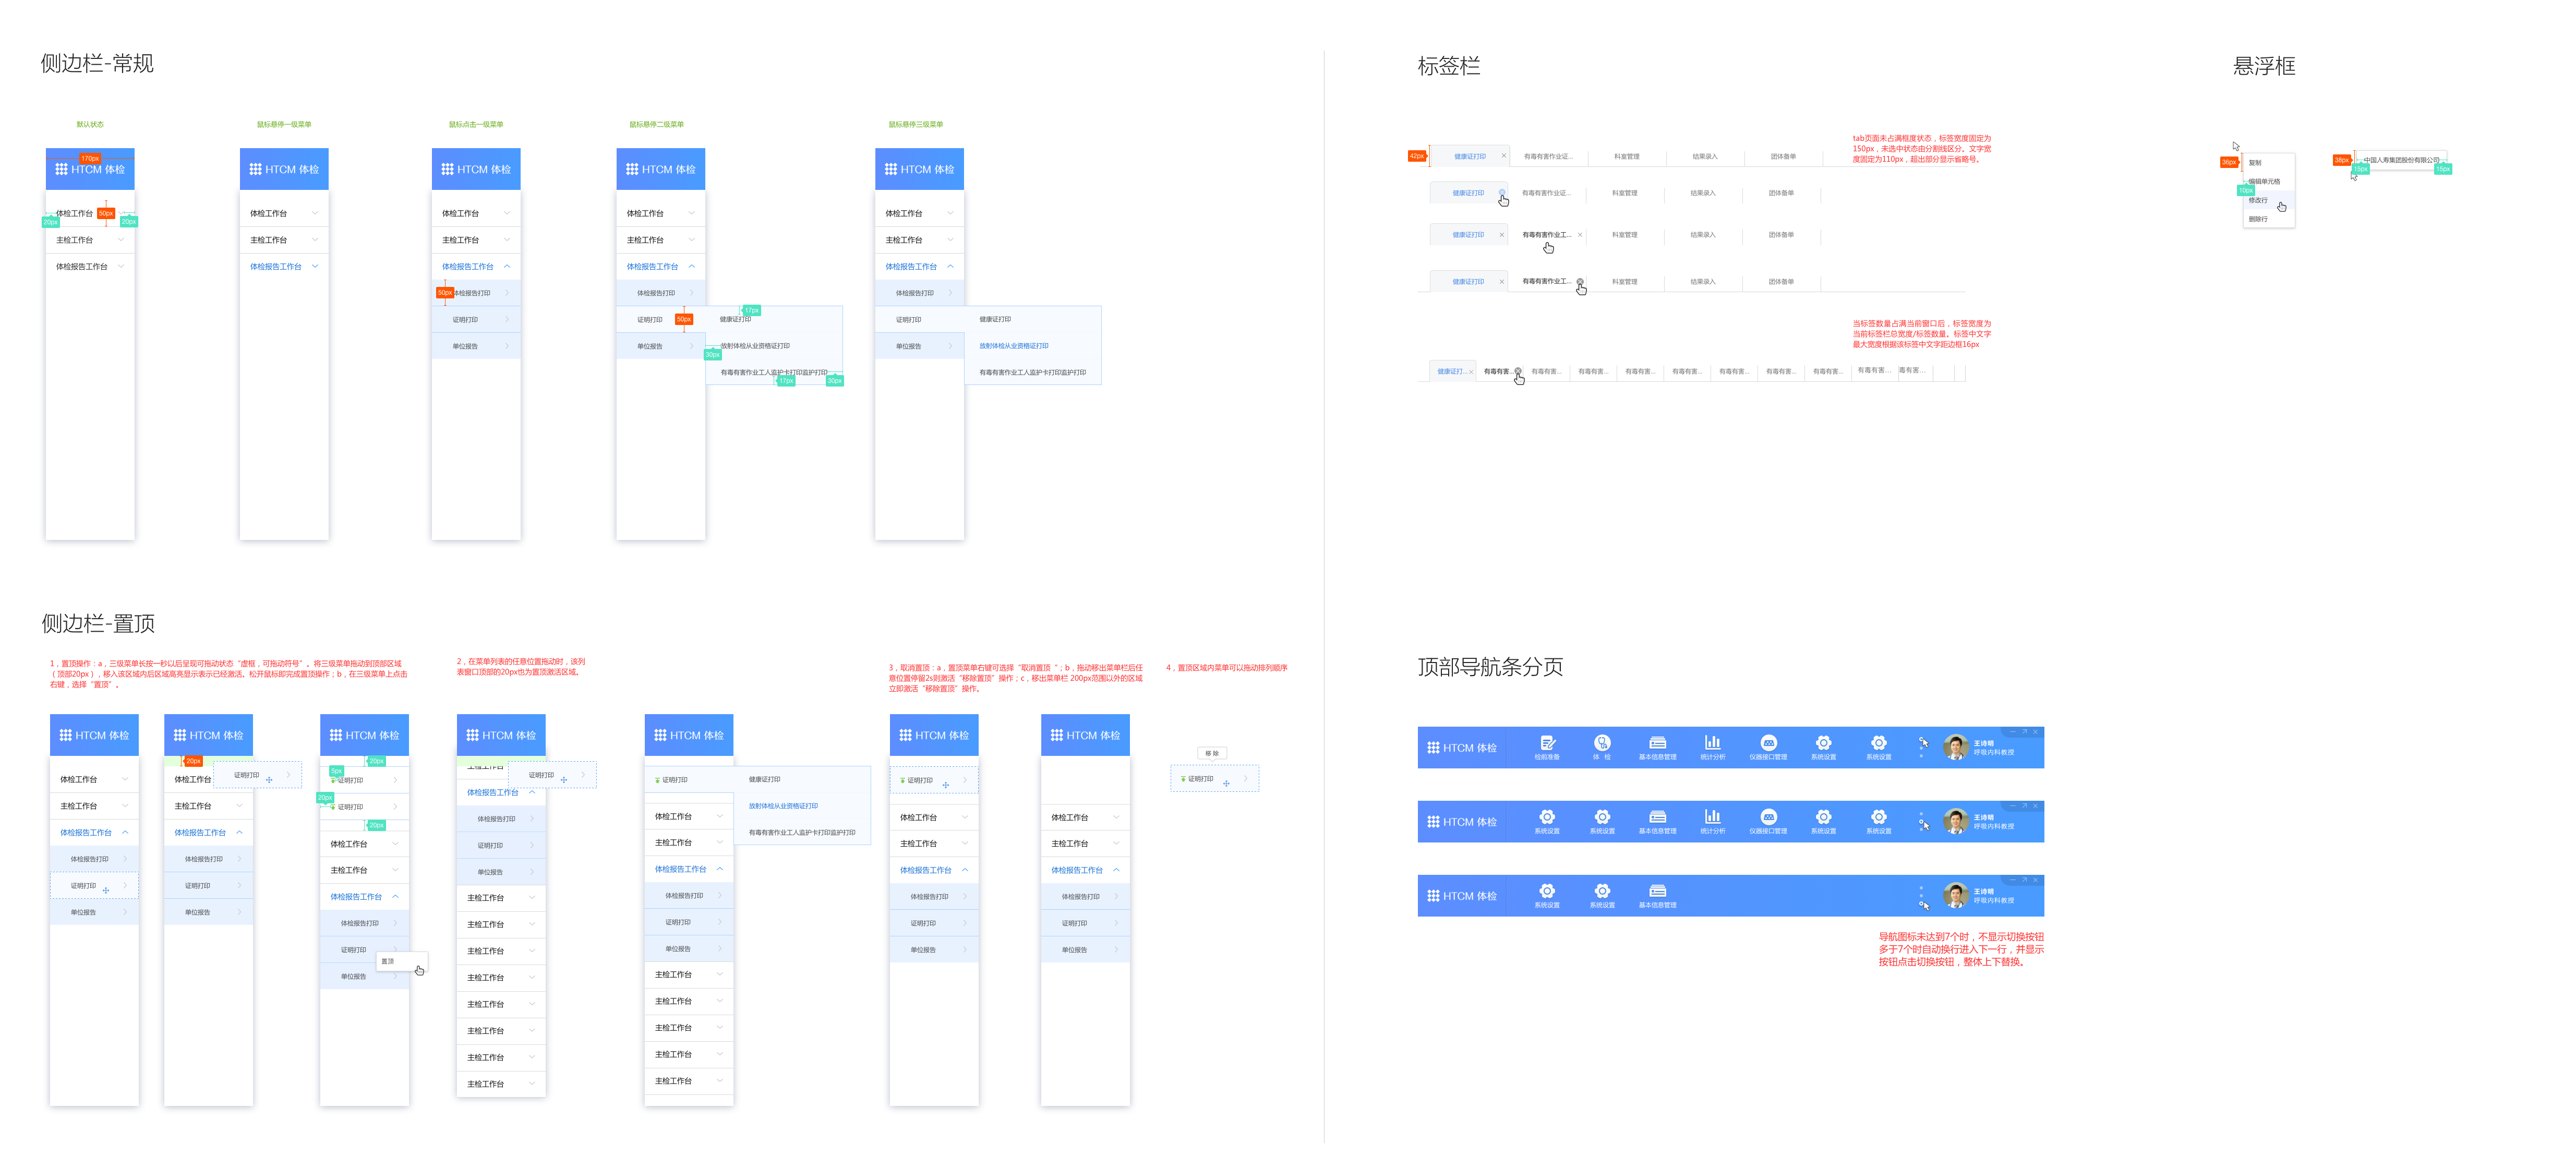 侧边栏-常规
默认状态
鼠标悬停一级菜单
鼠标点击一级菜单
鼠标悬停二级菜单
鼠标悬停三级菜单
170px
HTCM 体检
体检工作台
50px
20px
20px
主检工作台
体检报告工作台
HTCM 体检
体检工作台
主检工作台
体检报告工作台
HTCM 体检
体检工作台
主检工作台
体检报告工作台
50px
体检报告打印
证明打印
单位报告
HTCM 体检
体检工作台
主检工作台
体检报告工作台
体检报告打印
证明打印
50px
单位报告
17px
健康证打印
30px
放射体检从业资格证打印
有毒有害作业工人监护卡打印监护打印
17px
30px
HTCM 体检
体检工作台
主检工作台
体检报告工作台
体检报告打印
证明打印
单位报告
健康证打印
放射体检从业资格证打印
有毒有害作业工人监护卡打印监护打印
侧边栏-置顶
1，置顶操作：a，三级菜单长按一秒以后呈现可拖动状态“虚框，可拖动符号”。将三级菜单拖动到顶部区域
（顶部20px），移入该区域内后区域高亮显示表示已经激活。松开鼠标即完成置顶操作；b，在三级菜单上点击
右键，选择“置顶”。
2，在菜单列表的任意位置拖动时，该列
表窗口顶部的20px也为置顶激活区域。
3，取消置顶：a，置顶菜单右键可选择“取消置顶“；b，拖动移出菜单栏后任
意位置停留2s则激活“移除置顶”操作；c，移出菜单栏 200px范围以外的区域
立即激活“移除置顶”操作。
4，置顶区域内菜单可以拖动排列顺序
HTCM 体检
体检工作台
主检工作台
体检报告工作台
体检报告打印
证明打印
单位报告
HTCM 体检
20px
体检工作台
证明打印
主检工作台
体检报告工作台
体检报告打印
证明打印
单位报告
HTCM 体检
20px
5px
证明打印
20px
证明打印
20px
体检工作台
主检工作台
体检报告工作台
体检报告打印
证明打印
置顶
单位报告
HTCM 体检
主检工作台
证明打印
体检报告工作台
体检报告打印
证明打印
单位报告
主检工作台
主检工作台
主检工作台
主检工作台
主检工作台
主检工作台
主检工作台
主检工作台
HTCM 体检
证明打印
体检工作台
主检工作台
体检报告工作台
体检报告打印
证明打印
单位报告
主检工作台
主检工作台
主检工作台
主检工作台
主检工作台
健康证打印
放射体检从业资格证打印
有毒有害作业工人监护卡打印监护打印
HTCM 体检
证明打印
体检工作台
主检工作台
体检报告工作台
体检报告打印
证明打印
单位报告
HTCM 体检
体检工作台
主检工作台
体检报告工作台
体检报告打印
证明打印
单位报告
移 除
证明打印
标签栏
tab页面未占满框度状态，标签宽度固定为
150px，未选中状态由分割线区分。文字宽
度固定为110px，超出部分显示省略号。
42px
健康证打印 有毒有害作业证... 科室管理 结果录入 团体备单
健康证打印 有毒有害作业证... 科室管理 结果录入 团体备单
健康证打印 有毒有害作业工... 科室管理 结果录入 团体备单
健康证打印 有毒有害作业工... 科室管理 结果录入 团体备单
当标签数量占满当前窗口后，标签宽度为
当前标签栏总宽度/标签数量。标签中文字
最大宽度根据该标签中文字距边框16px
健康证打... 有毒有害... 有毒有害... 有毒有害... 有毒有害... 有毒有害... 有毒有害... 有毒有害... 有毒有害... 有毒有害... 毒有害...
悬浮框
36px
复制
编辑单元格
10px
修改行
删除行
38px
中国人寿集团股份有限公司
15px
15px
顶部导航条分页
HTCM 体检
检前准备 体 检 基本信息管理 统计分析 仪器接口管理 系统设置 系统设置
王诗明
呼吸内科教授
HTCM 体检
系统设置 系统设置 基本信息管理 统计分析 仪器接口管理 系统设置 系统设置
王诗明
呼吸内科教授
HTCM 体检
系统设置 系统设置 基本信息管理
王诗明
呼吸内科教授
导航图标未达到7个时，不显示切换按钮
多于7个时自动换行进入下一行，并显示
按钮点击切换按钮，整体上下替换。